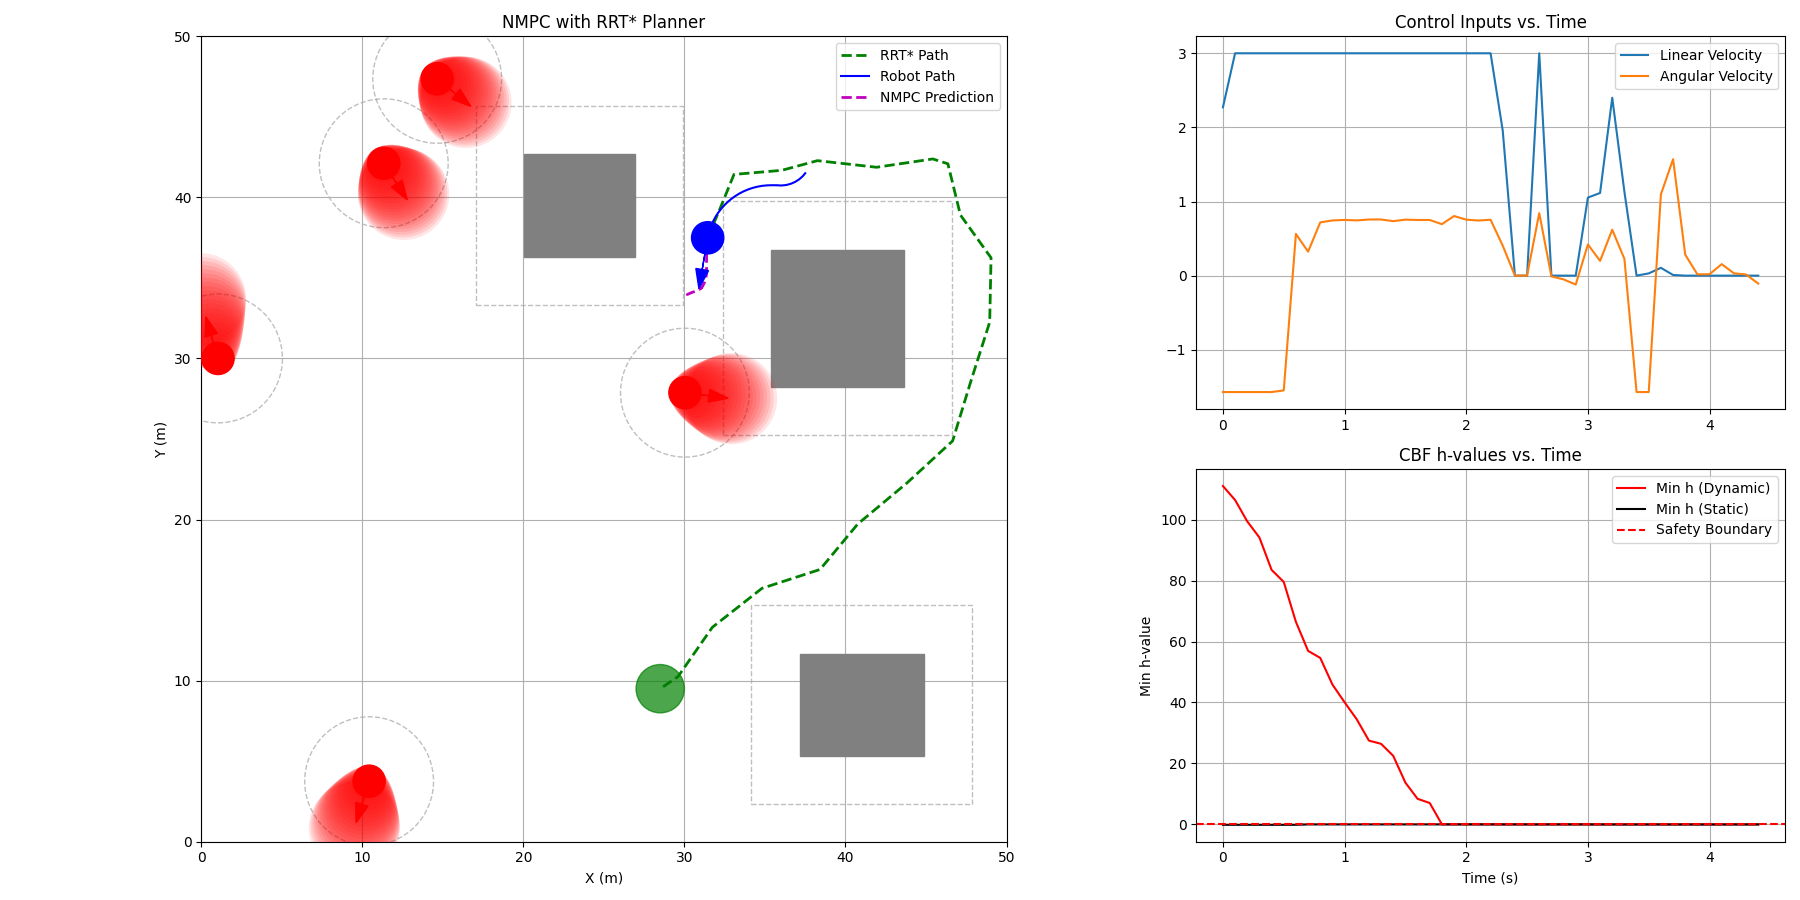 NMPC with RRT* Planner
RRT* Path
Robot Path
NMPC Prediction
50
40
30
20
10
0
Y (m)
0 10 20 30 40 50
X (m)
Control Inputs vs. Time
Linear Velocity
Angular Velocity
3
2
1
0
−1
0 1 2 3 4
CBF h-values vs. Time
Min h (Dynamic)
Min h (Static)
Safety Boundary
100
80
60
40
20
0
Min h-value
0 1 2 3 4
Time (s)